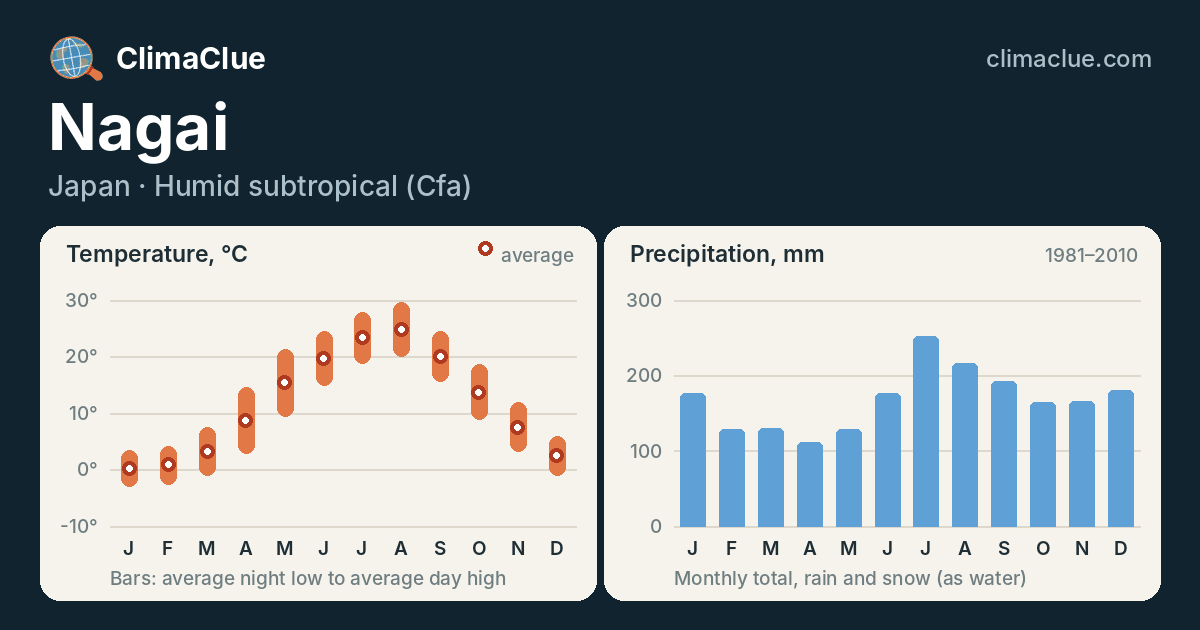 ClimaClue
climaclue.com
Nagai
Japan · Humid subtropical (Cfa)
Temperature, °C
average
30°
20°
10°
0°
-10°
J F M A M J J A S O N D
Bars: average night low to average day high
Precipitation, mm
1981–2010
300
200
100
0
J F M A M J J A S O N D
Monthly total, rain and snow (as water)